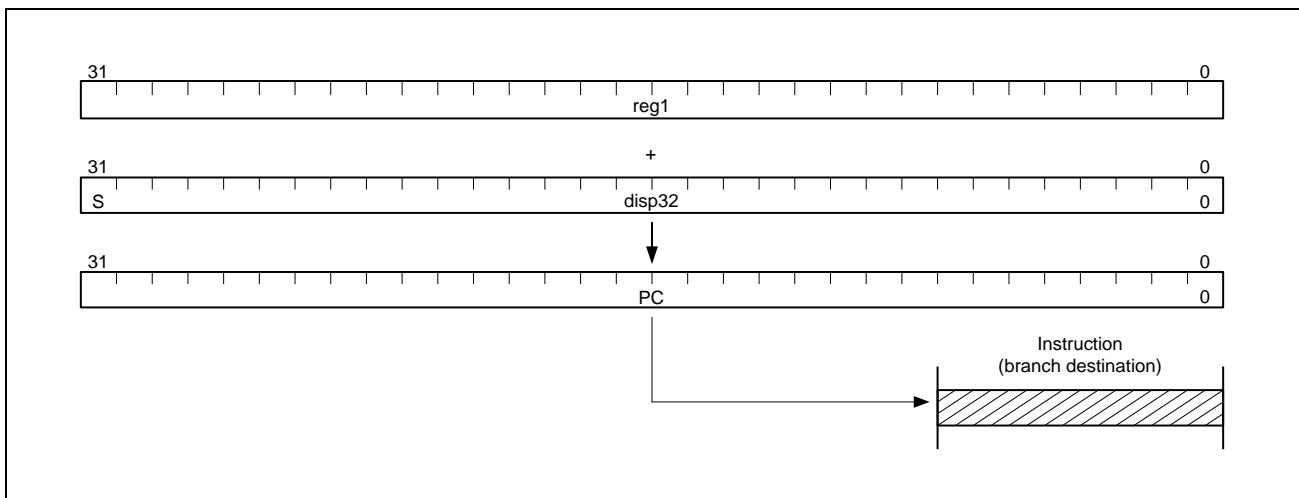 31 0
reg1
+
31 0
S disp32 0
31 0
PC 0
Instruction
(branch destination)